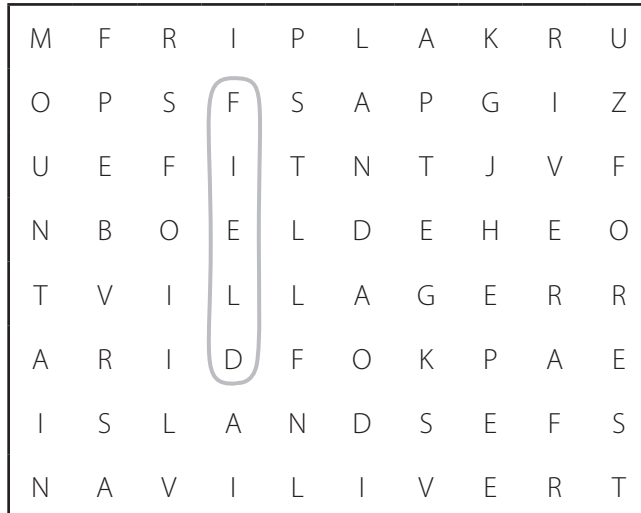 M F R I P L A K R U
O P S F S A P G I Z
U E F I T N T J V F
N B O E L D E H E O
T V I L L A G E R R
A R I D F O K P A E
I S L A N D S E F S
N A V I L I V E R T